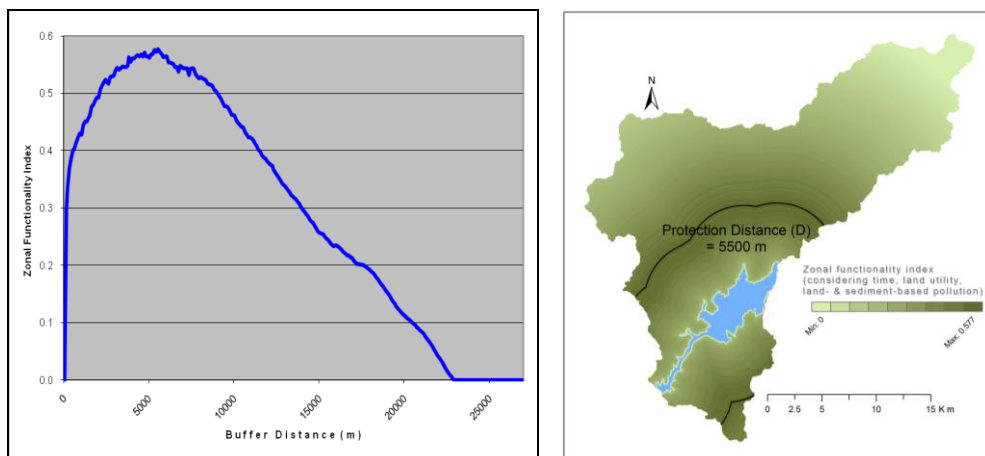 0.6
0.5
0.4
0.3
0.2
0.1
0.0
Zonal Functionality Index
0
5000
10000
15000
20000
25000
Buffer Distance (m)
N
Protection Distance (D)
= 5500 m
Zonal functionality index
(considering time, land utility,
land- & sediment-based pollution)
Min: 0
Max: 0.577
0 2.5 5 10 15 Km